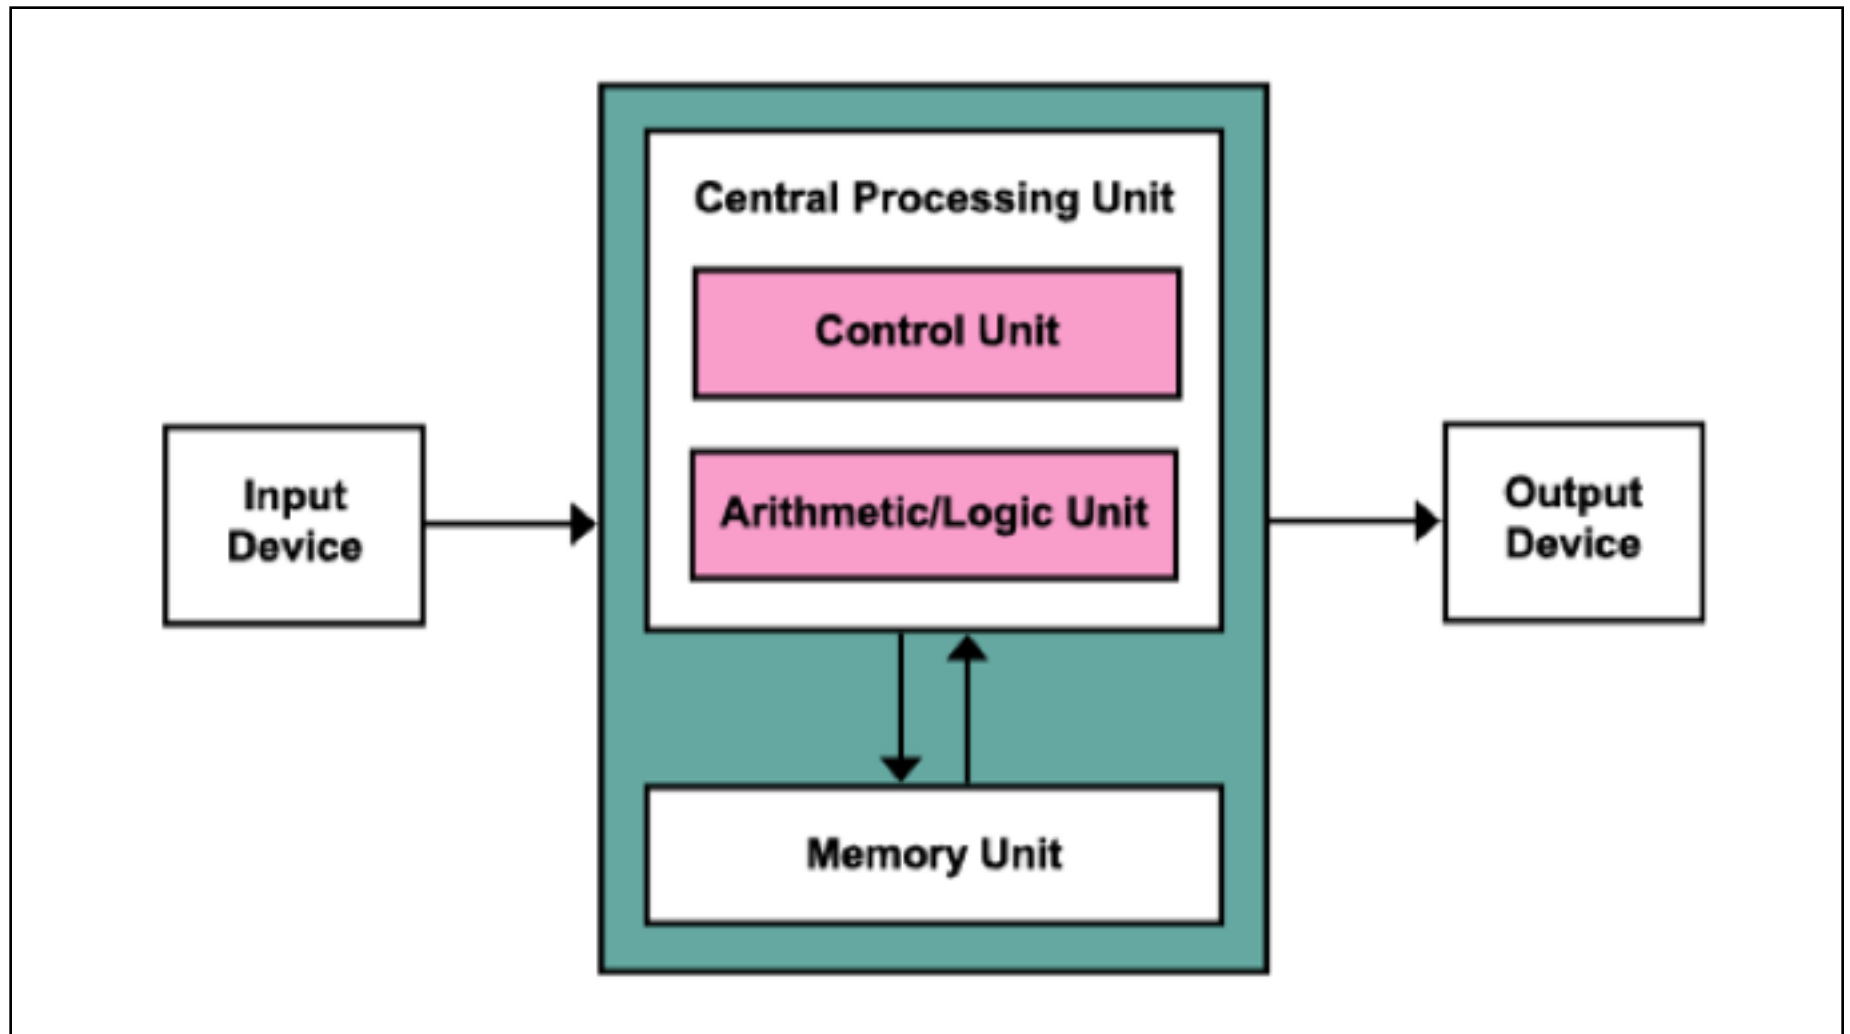 Central Processing Unit
Control Unit
Arithmetic/Logic Unit
Input
Device
Output
Device
Memory Unit